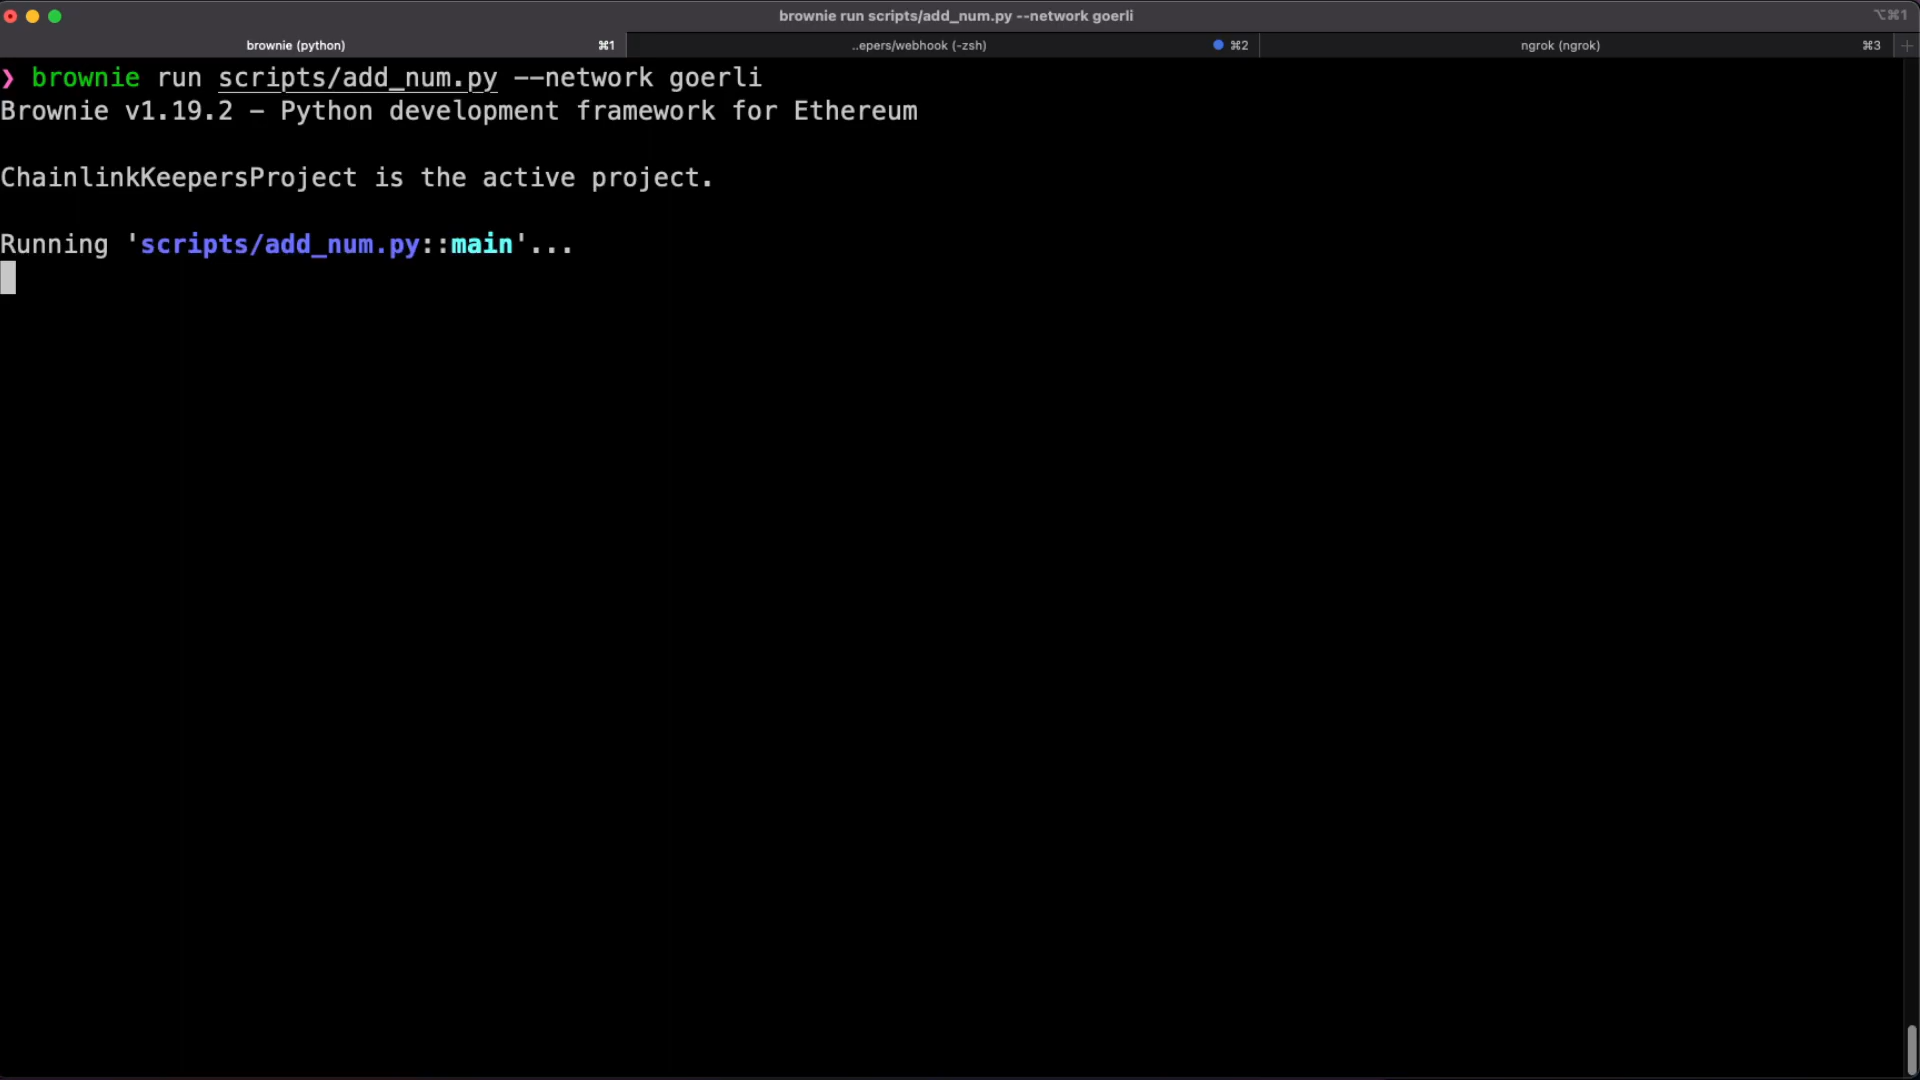 brownie run scripts/add_num.py --network goerli
⌥⌘1
brownie (python) ⌘1
..epers/webhook (-zsh) ⌘2
ngrok (ngrok) ⌘3
❯ brownie run scripts/add_num.py --network goerli
Brownie v1.19.2 - Python development framework for Ethereum
ChainlinkKeepersProject is the active project.
Running 'scripts/add_num.py::main'...